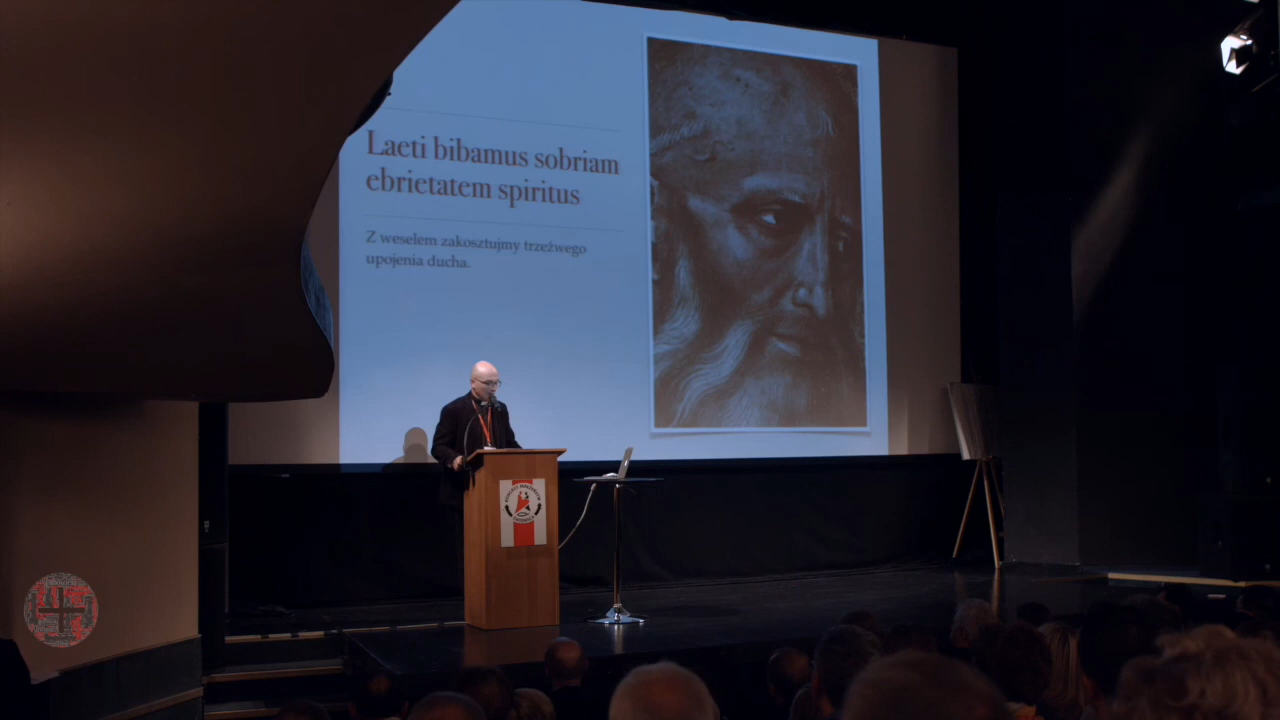 Laeti bibamus sobriam
ebrietatem spiritus
Z weselem zakosztujmy trzeźwego
upojenia ducha.